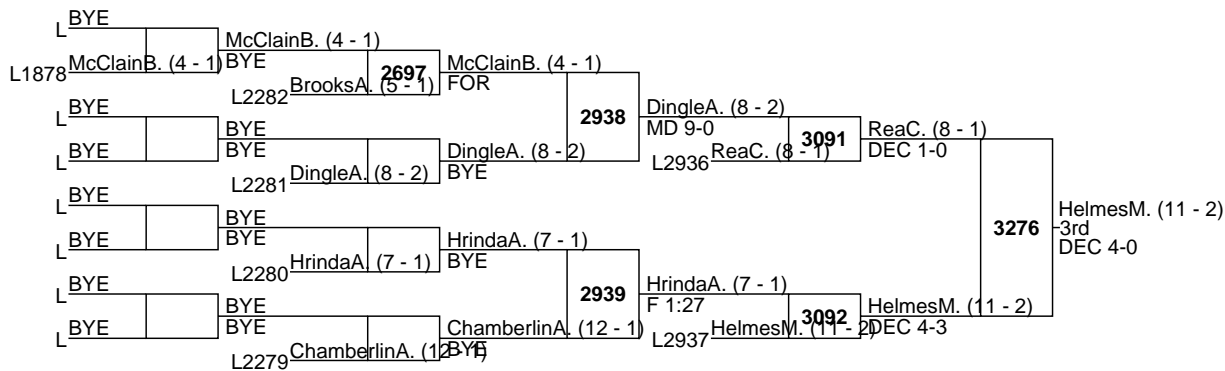 BYE
L
McClainB. (4 - 1)
L1878 McClainB. (4 - 1)
BYE
2697
McClainB. (4 - 1)
FOR
BrooksA. (5 - 1)
L2282
BYE
L
BYE
BYE
BYE
L
2938
DingleA. (8 - 2)
MD 9-0
DingleA. (8 - 2)
BYE
L2281 DingleA. (8 - 2)
3091
ReaC. (8 - 1)
DEC 1-0
L2936 ReaC. (8 - 1)
BYE
L
BYE
BYE
BYE
L
HrindaA. (7 - 1)
BYE
L2280 HrindaA. (7 - 1)
3276
HelmesM. (11 - 2)
3rd
DEC 4-0
BYE
L
BYE
BYE
BYE
L
2939
HrindaA. (7 - 1)
F 1:27
ChamberlinA. (12 - 1)
BYE
L2279 ChamberlinA. (12 - 1)
3092
HelmesM. (11 - 2)
DEC 4-3
L2937 HelmesM. (11 - 2)